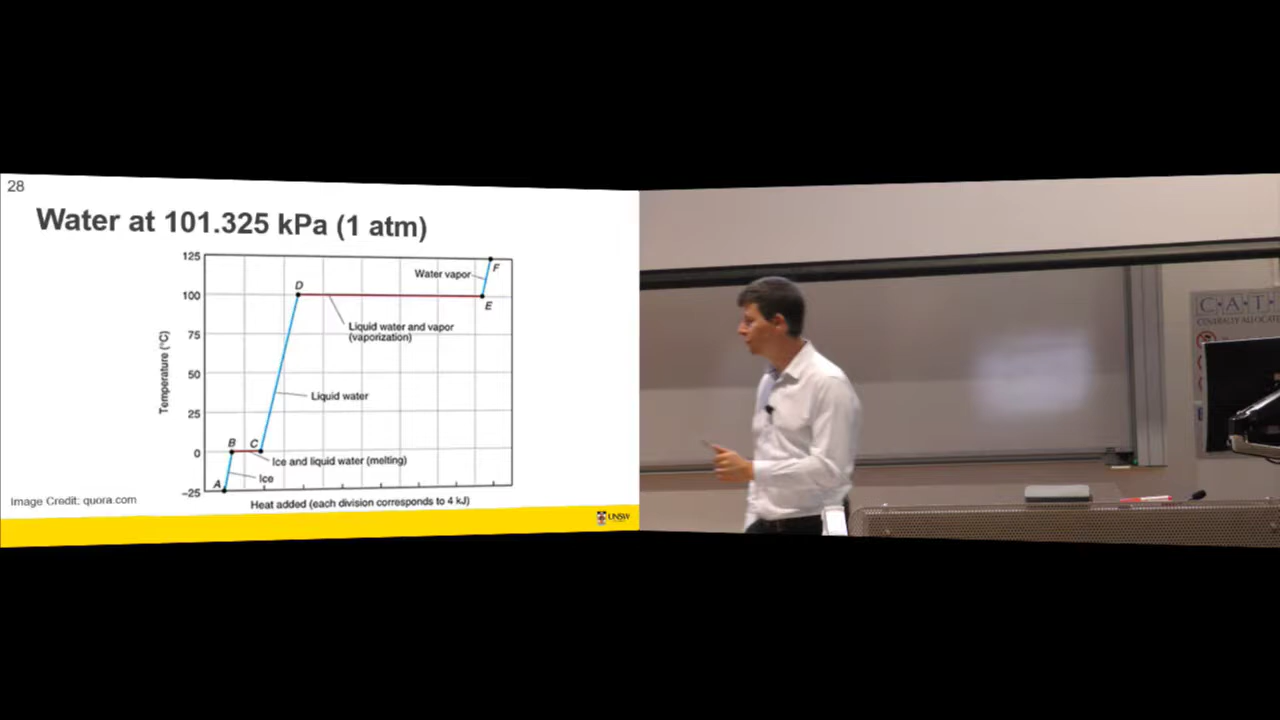 28
Water at 101.325 kPa (1 atm)
125
100
75
50
25
0
−25
Temperature (°C)
A
B
C
D
E
F
Water vapor
Liquid water and vapor
(vaporization)
Liquid water
Ice and liquid water (melting)
Ice
Heat added (each division corresponds to 4 kJ)
Image Credit: quora.com
UNSW
C • A • T